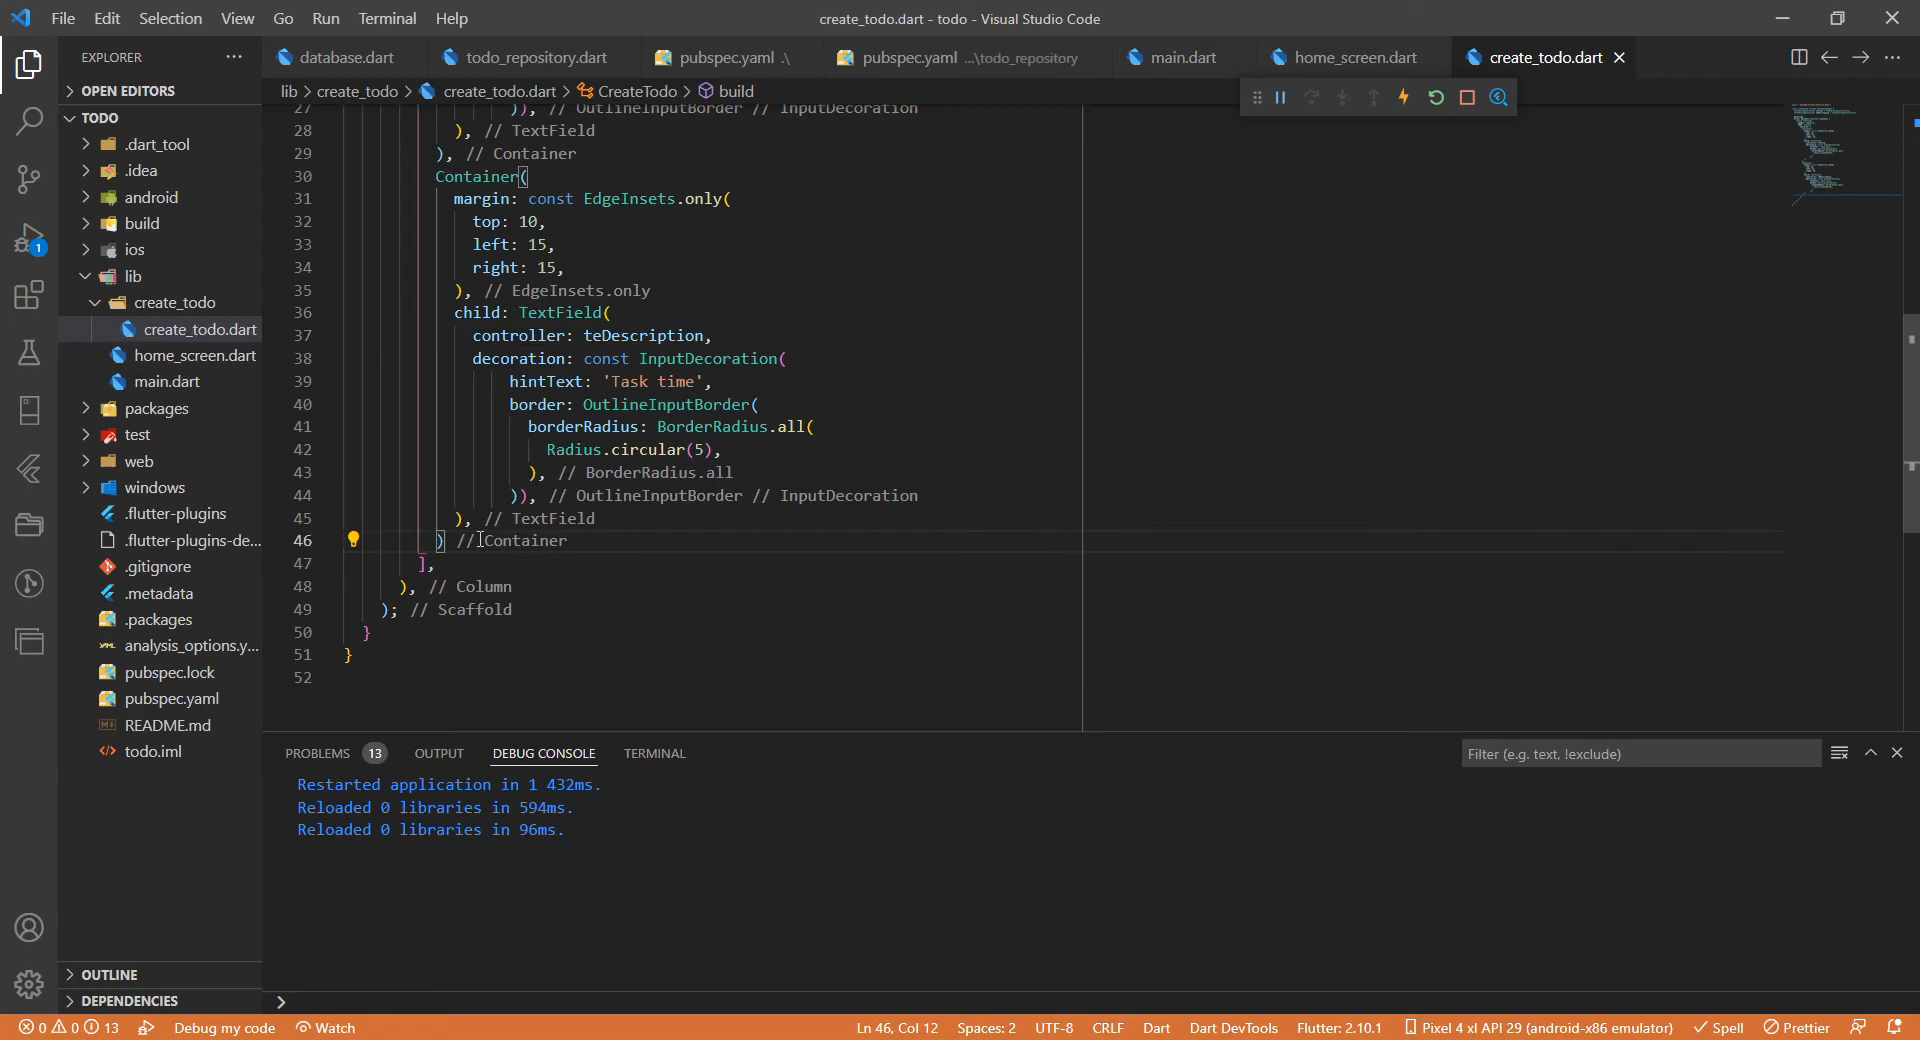 File Edit Selection View Go Run Terminal Help
create_todo.dart - todo - Visual Studio Code
EXPLORER
OPEN EDITORS
TODO
.dart_tool
.idea
android
build
ios
lib
create_todo
create_todo.dart
home_screen.dart
main.dart
packages
test
web
windows
.flutter-plugins
.flutter-plugins-de...
.gitignore
.metadata
.packages
analysis_options.y...
pubspec.lock
pubspec.yaml
README.md
todo.iml
OUTLINE
DEPENDENCIES
1
database.dart todo_repository.dart pubspec.yaml .\ pubspec.yaml ...\todo_repository main.dart home_screen.dart create_todo.dart
lib > create_todo > create_todo.dart > CreateTodo > build
27 )), // OutlineInputBorder // InputDecoration
28 ), // TextField
29 ), // Container
30 Container(
31 margin: const EdgeInsets.only(
32 top: 10,
33 left: 15,
34 right: 15,
35 ), // EdgeInsets.only
36 child: TextField(
37 controller: teDescription,
38 decoration: const InputDecoration(
39 hintText: 'Task time',
40 border: OutlineInputBorder(
41 borderRadius: BorderRadius.all(
42 Radius.circular(5),
43 ), // BorderRadius.all
44 )), // OutlineInputBorder // InputDecoration
45 ), // TextField
46 ) // Container
47 ],
48 ), // Column
49 ); // Scaffold
50 }
51 }
52
PROBLEMS 13 OUTPUT DEBUG CONSOLE TERMINAL
Filter (e.g. text, !exclude)
Restarted application in 1 432ms.
Reloaded 0 libraries in 594ms.
Reloaded 0 libraries in 96ms.
>
0 0 13 Debug my code Watch Ln 46, Col 12 Spaces: 2 UTF-8 CRLF Dart Dart DevTools Flutter: 2.10.1 Pixel 4 xl API 29 (android-x86 emulator) Spell Prettier